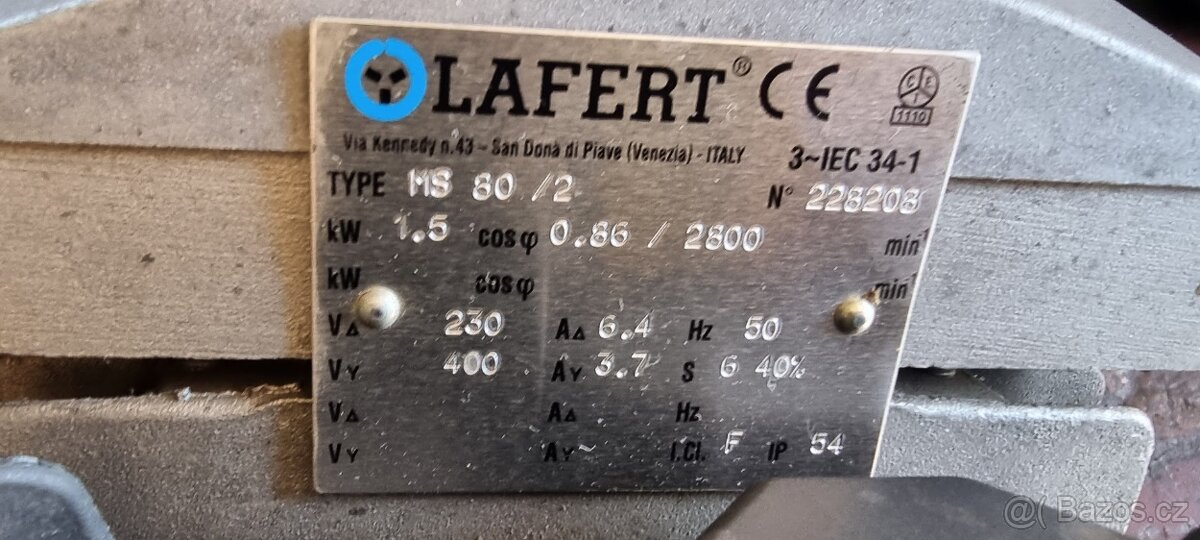 LAFERT® CE CEI 1110
Via Kennedy n.43 - San Donà di Piave (Venezia) - ITALY 3~IEC 34-1
TYPE MS 80 /2 N° 228208
kW 1.5 cosφ 0.86 / 2800 min⁻¹
kW cosφ min⁻¹
V△ 230 A△ 6.4 Hz 50
VY 400 AY 3.7 S 6 40%
V△ A△ Hz
VY AY~ I.Cl. F IP 54
@( Bazos.cz